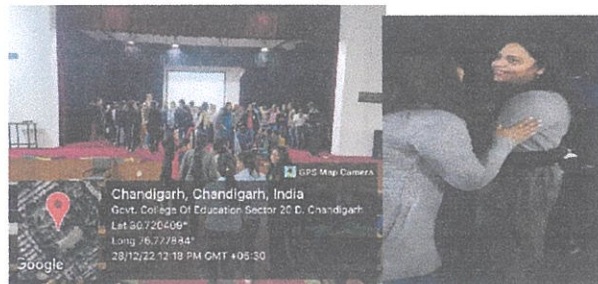 GPS Map Camera
Chandigarh, Chandigarh, India
Govt. College Of Education Sector 20 D. Chandigarh
Lat 30.720409°
Long 76.777884°
28/12/22 12:18 PM GMT +05:30
Google